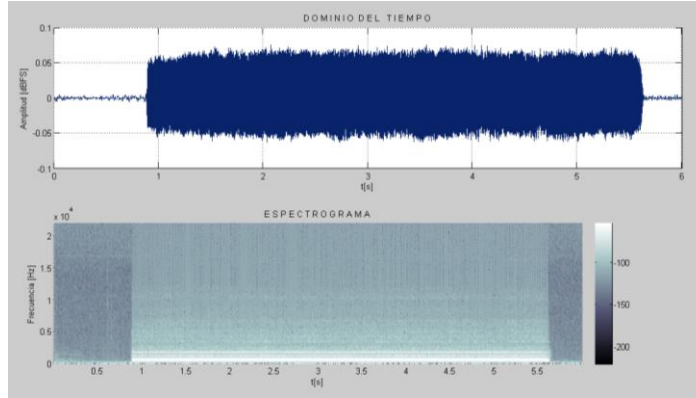 DOMINIO DEL TIEMPO
Amplitud [dBFS]
0.1
0.05
0
-0.05
-0.1
0 1 2 3 4 5 6
t[s]
ESPECTROGRAMA
x 10^4
Frecuencia [Hz]
2
1.5
1
0.5
0
0.5 1 1.5 2 2.5 3 3.5 4 4.5 5 5.5
t[s]
-100
-150
-200